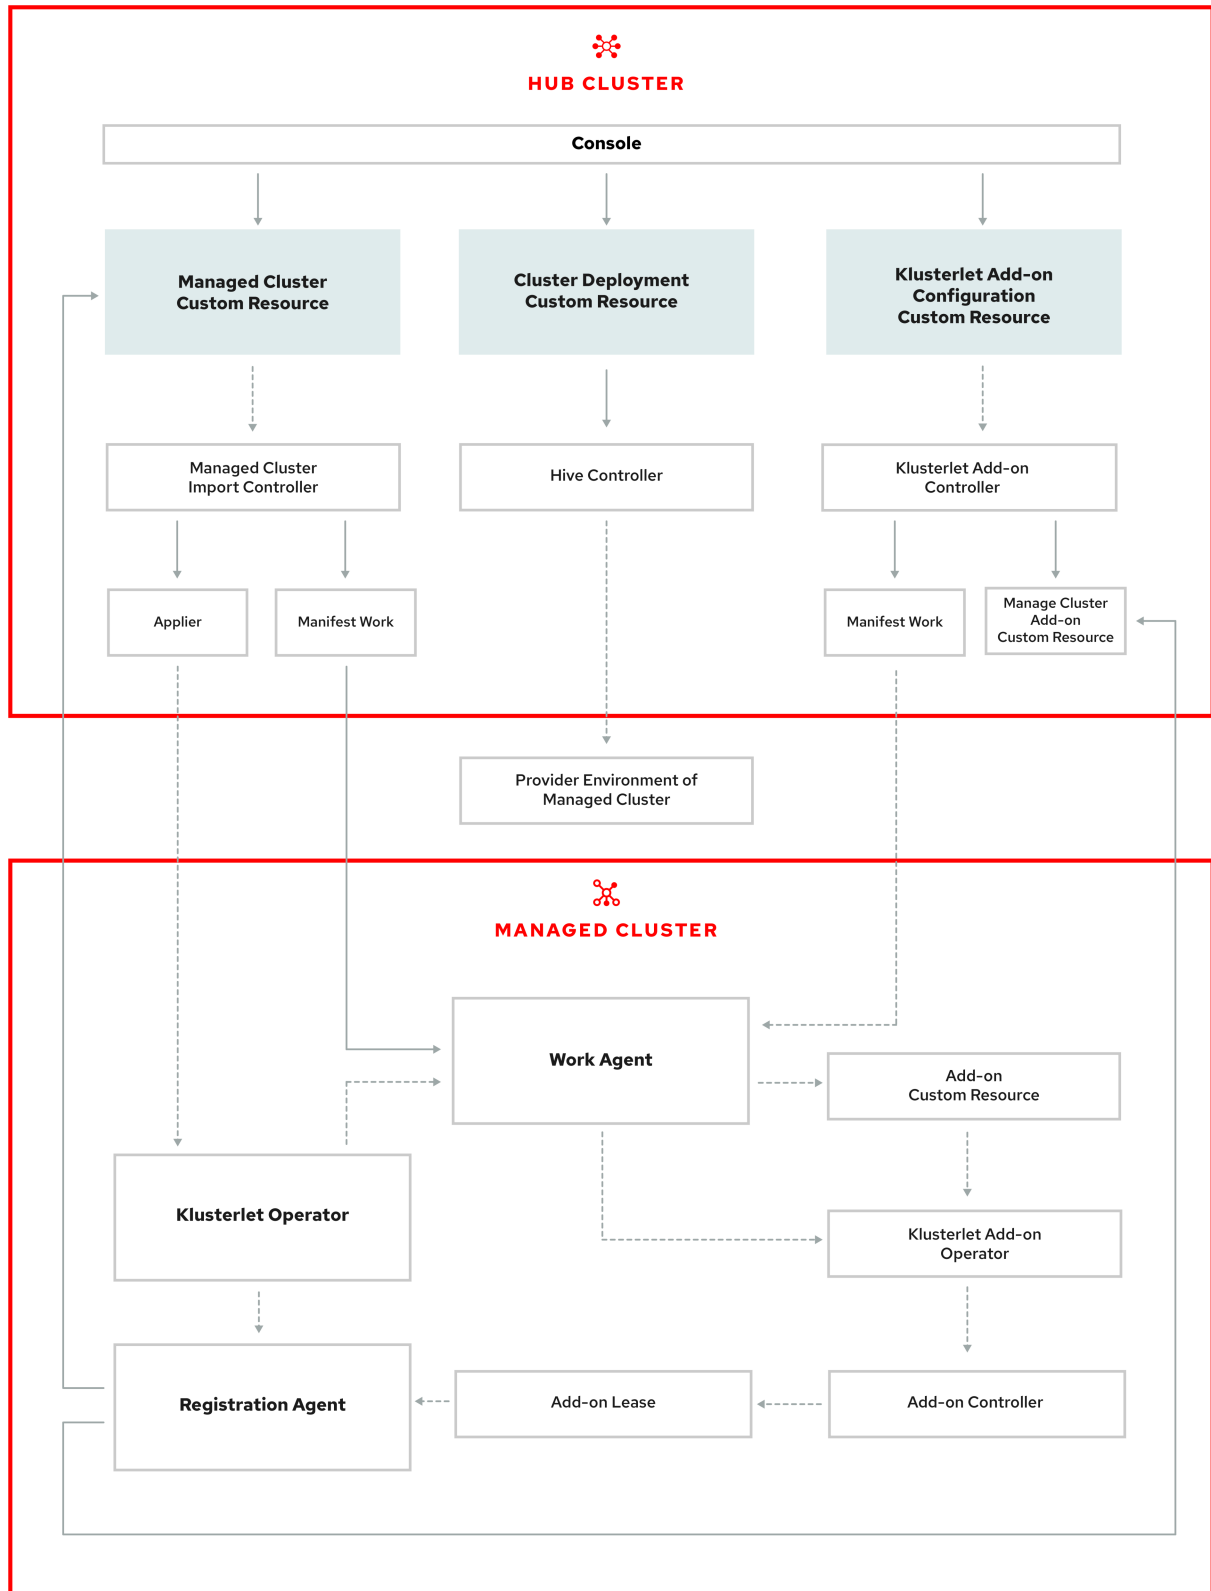 HUB CLUSTER
Console
Managed Cluster
Custom Resource
Cluster Deployment
Custom Resource
Klusterlet Add-on
Configuration
Custom Resource
Managed Cluster
Import Controller
Hive Controller
Klusterlet Add-on
Controller
Applier
Manifest Work
Manifest Work
Manage Cluster
Add-on
Custom Resource
Provider Environment of
Managed Cluster
MANAGED CLUSTER
Work Agent
Add-on
Custom Resource
Klusterlet Operator
Klusterlet Add-on
Operator
Registration Agent
Add-on Lease
Add-on Controller